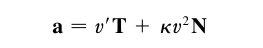 a = v′T + κv²N